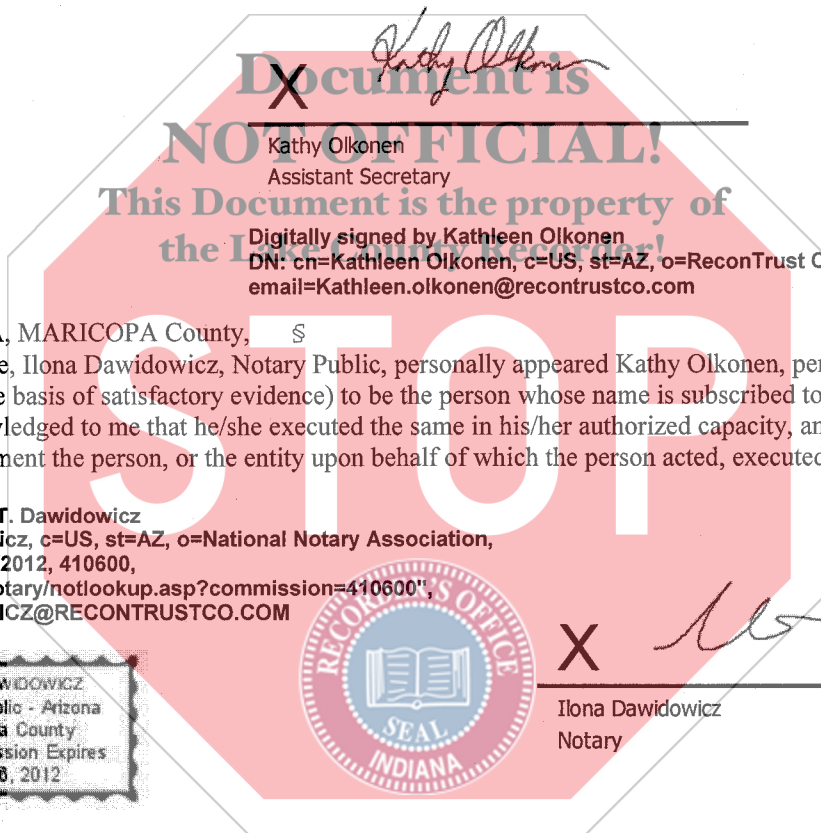 Kathy Olkonen
Document is
X
NOT OFFICIAL!
Kathy Olkonen
Assistant Secretary
This Document is the property of
the Lake County Recorder!
Digitally signed by Kathleen Olkonen
DN: cn=Kathleen Olkonen, c=US, st=AZ, o=ReconTrust C
email=Kathleen.olkonen@recontrustco.com
STOP
, MARICOPA County, §
e, Ilona Dawidowicz, Notary Public, personally appeared Kathy Olkonen, per
e basis of satisfactory evidence) to be the person whose name is subscribed to
ledged to me that he/she executed the same in his/her authorized capacity, an
ment the person, or the entity upon behalf of which the person acted, executed
T. Dawidowicz
icz, c=US, st=AZ, o=National Notary Association,
2012, 410600,
otary/notlookup.asp?commission=410600",
ICZ@RECONTRUSTCO.COM
RECORDER'S OFFICE
SEAL
INDIANA
X
Ilona Dawidowicz
Notary
WIDOWICZ
lic - Arizona
a County
ssion Expires
, 2012